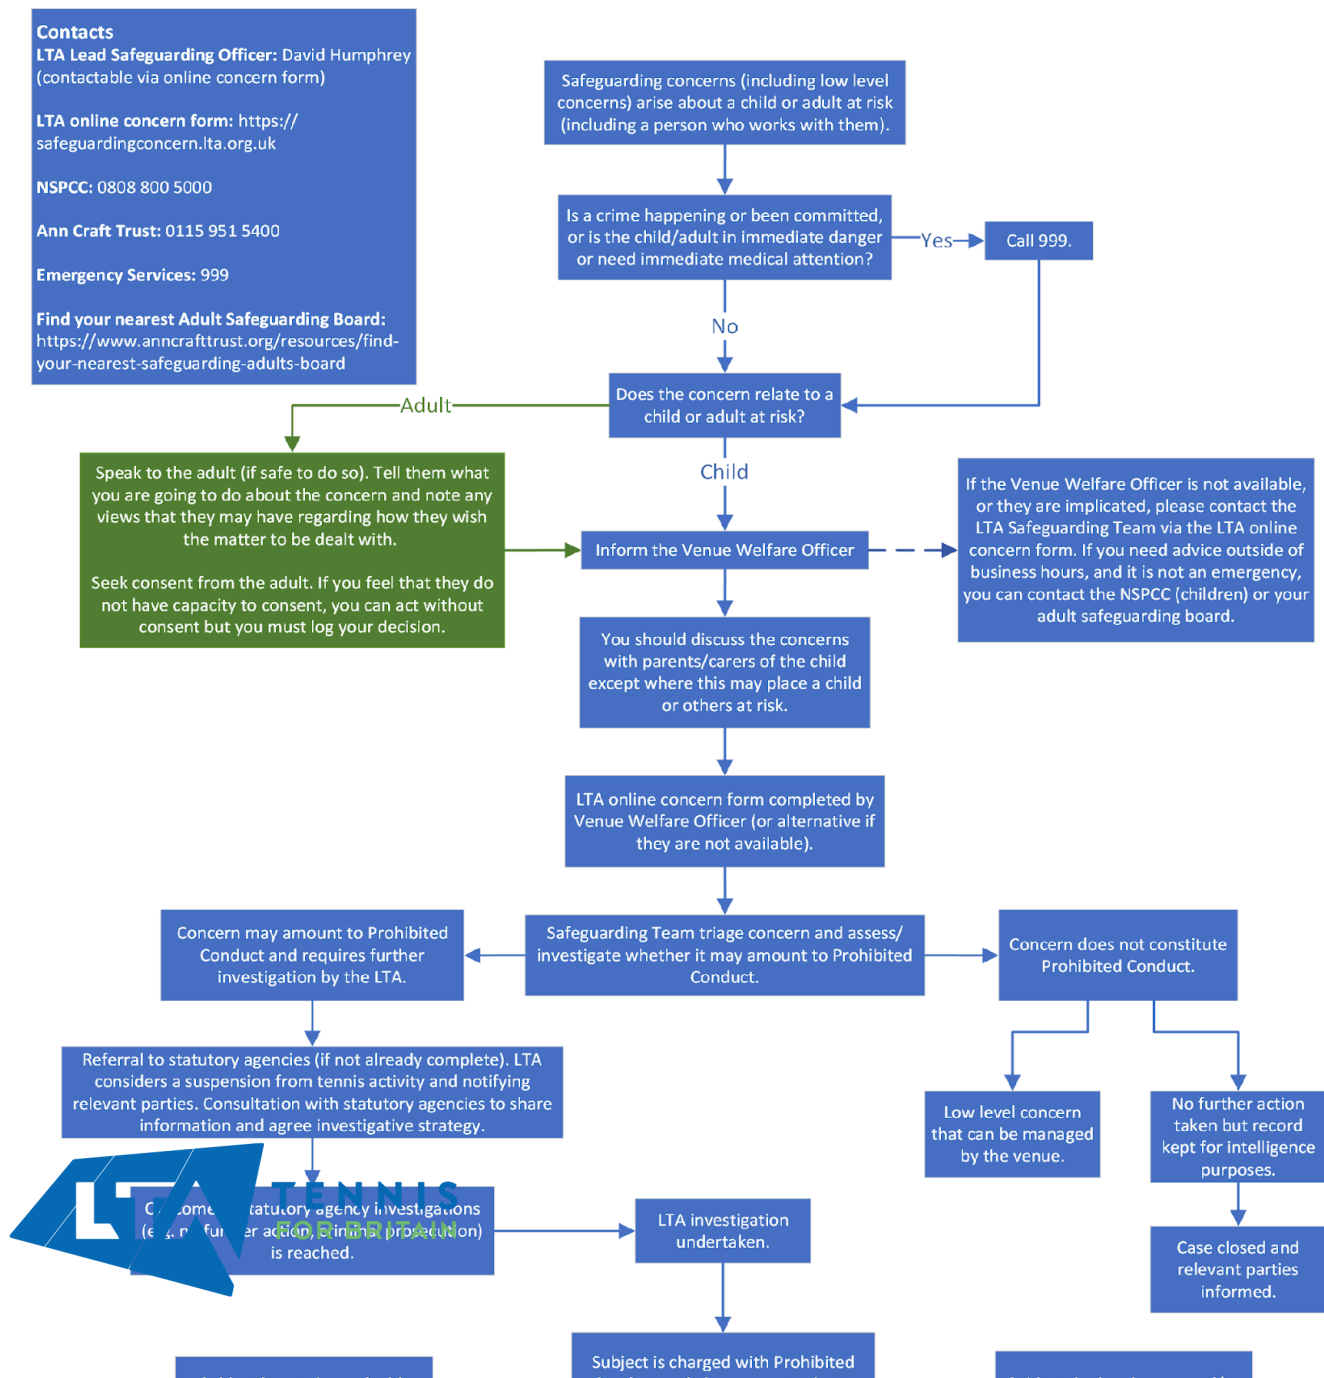 Contacts
LTA Lead Safeguarding Officer: David Humphrey
(contactable via online concern form)
LTA online concern form: https://
safeguardingconcern.lta.org.uk
NSPCC: 0808 800 5000
Ann Craft Trust: 0115 951 5400
Emergency Services: 999
Find your nearest Adult Safeguarding Board:
https://www.anncrafttrust.org/resources/find-
your-nearest-safeguarding-adults-board
Safeguarding concerns (including low level
concerns) arise about a child or adult at risk
(including a person who works with them).
Is a crime happening or been committed,
or is the child/adult in immediate danger
or need immediate medical attention?
Yes
Call 999.
No
Does the concern relate to a
child or adult at risk?
Adult
Child
Speak to the adult (if safe to do so). Tell them what
you are going to do about the concern and note any
views that they may have regarding how they wish
the matter to be dealt with.
Seek consent from the adult. If you feel that they do
not have capacity to consent, you can act without
consent but you must log your decision.
Inform the Venue Welfare Officer
If the Venue Welfare Officer is not available,
or they are implicated, please contact the
LTA Safeguarding Team via the LTA online
concern form. If you need advice outside of
business hours, and it is not an emergency,
you can contact the NSPCC (children) or your
adult safeguarding board.
You should discuss the concerns
with parents/carers of the child
except where this may place a child
or others at risk.
LTA online concern form completed by
Venue Welfare Officer (or alternative if
they are not available).
Safeguarding Team triage concern and assess/
investigate whether it may amount to Prohibited
Conduct.
Concern may amount to Prohibited
Conduct and requires further
investigation by the LTA.
Concern does not constitute
Prohibited Conduct.
Referral to statutory agencies (if not already complete). LTA
considers a suspension from tennis activity and notifying
relevant parties. Consultation with statutory agencies to share
information and agree investigative strategy.
Low level concern
that can be managed
by the venue.
No further action
taken but record
kept for intelligence
purposes.
LTA
TENNIS
FOR BRITAIN
statutory agency investigations
action, criminal prosecution)
is reached.
LTA investigation
undertaken.
Case closed and
relevant parties
informed.
Subject is charged with Prohibited